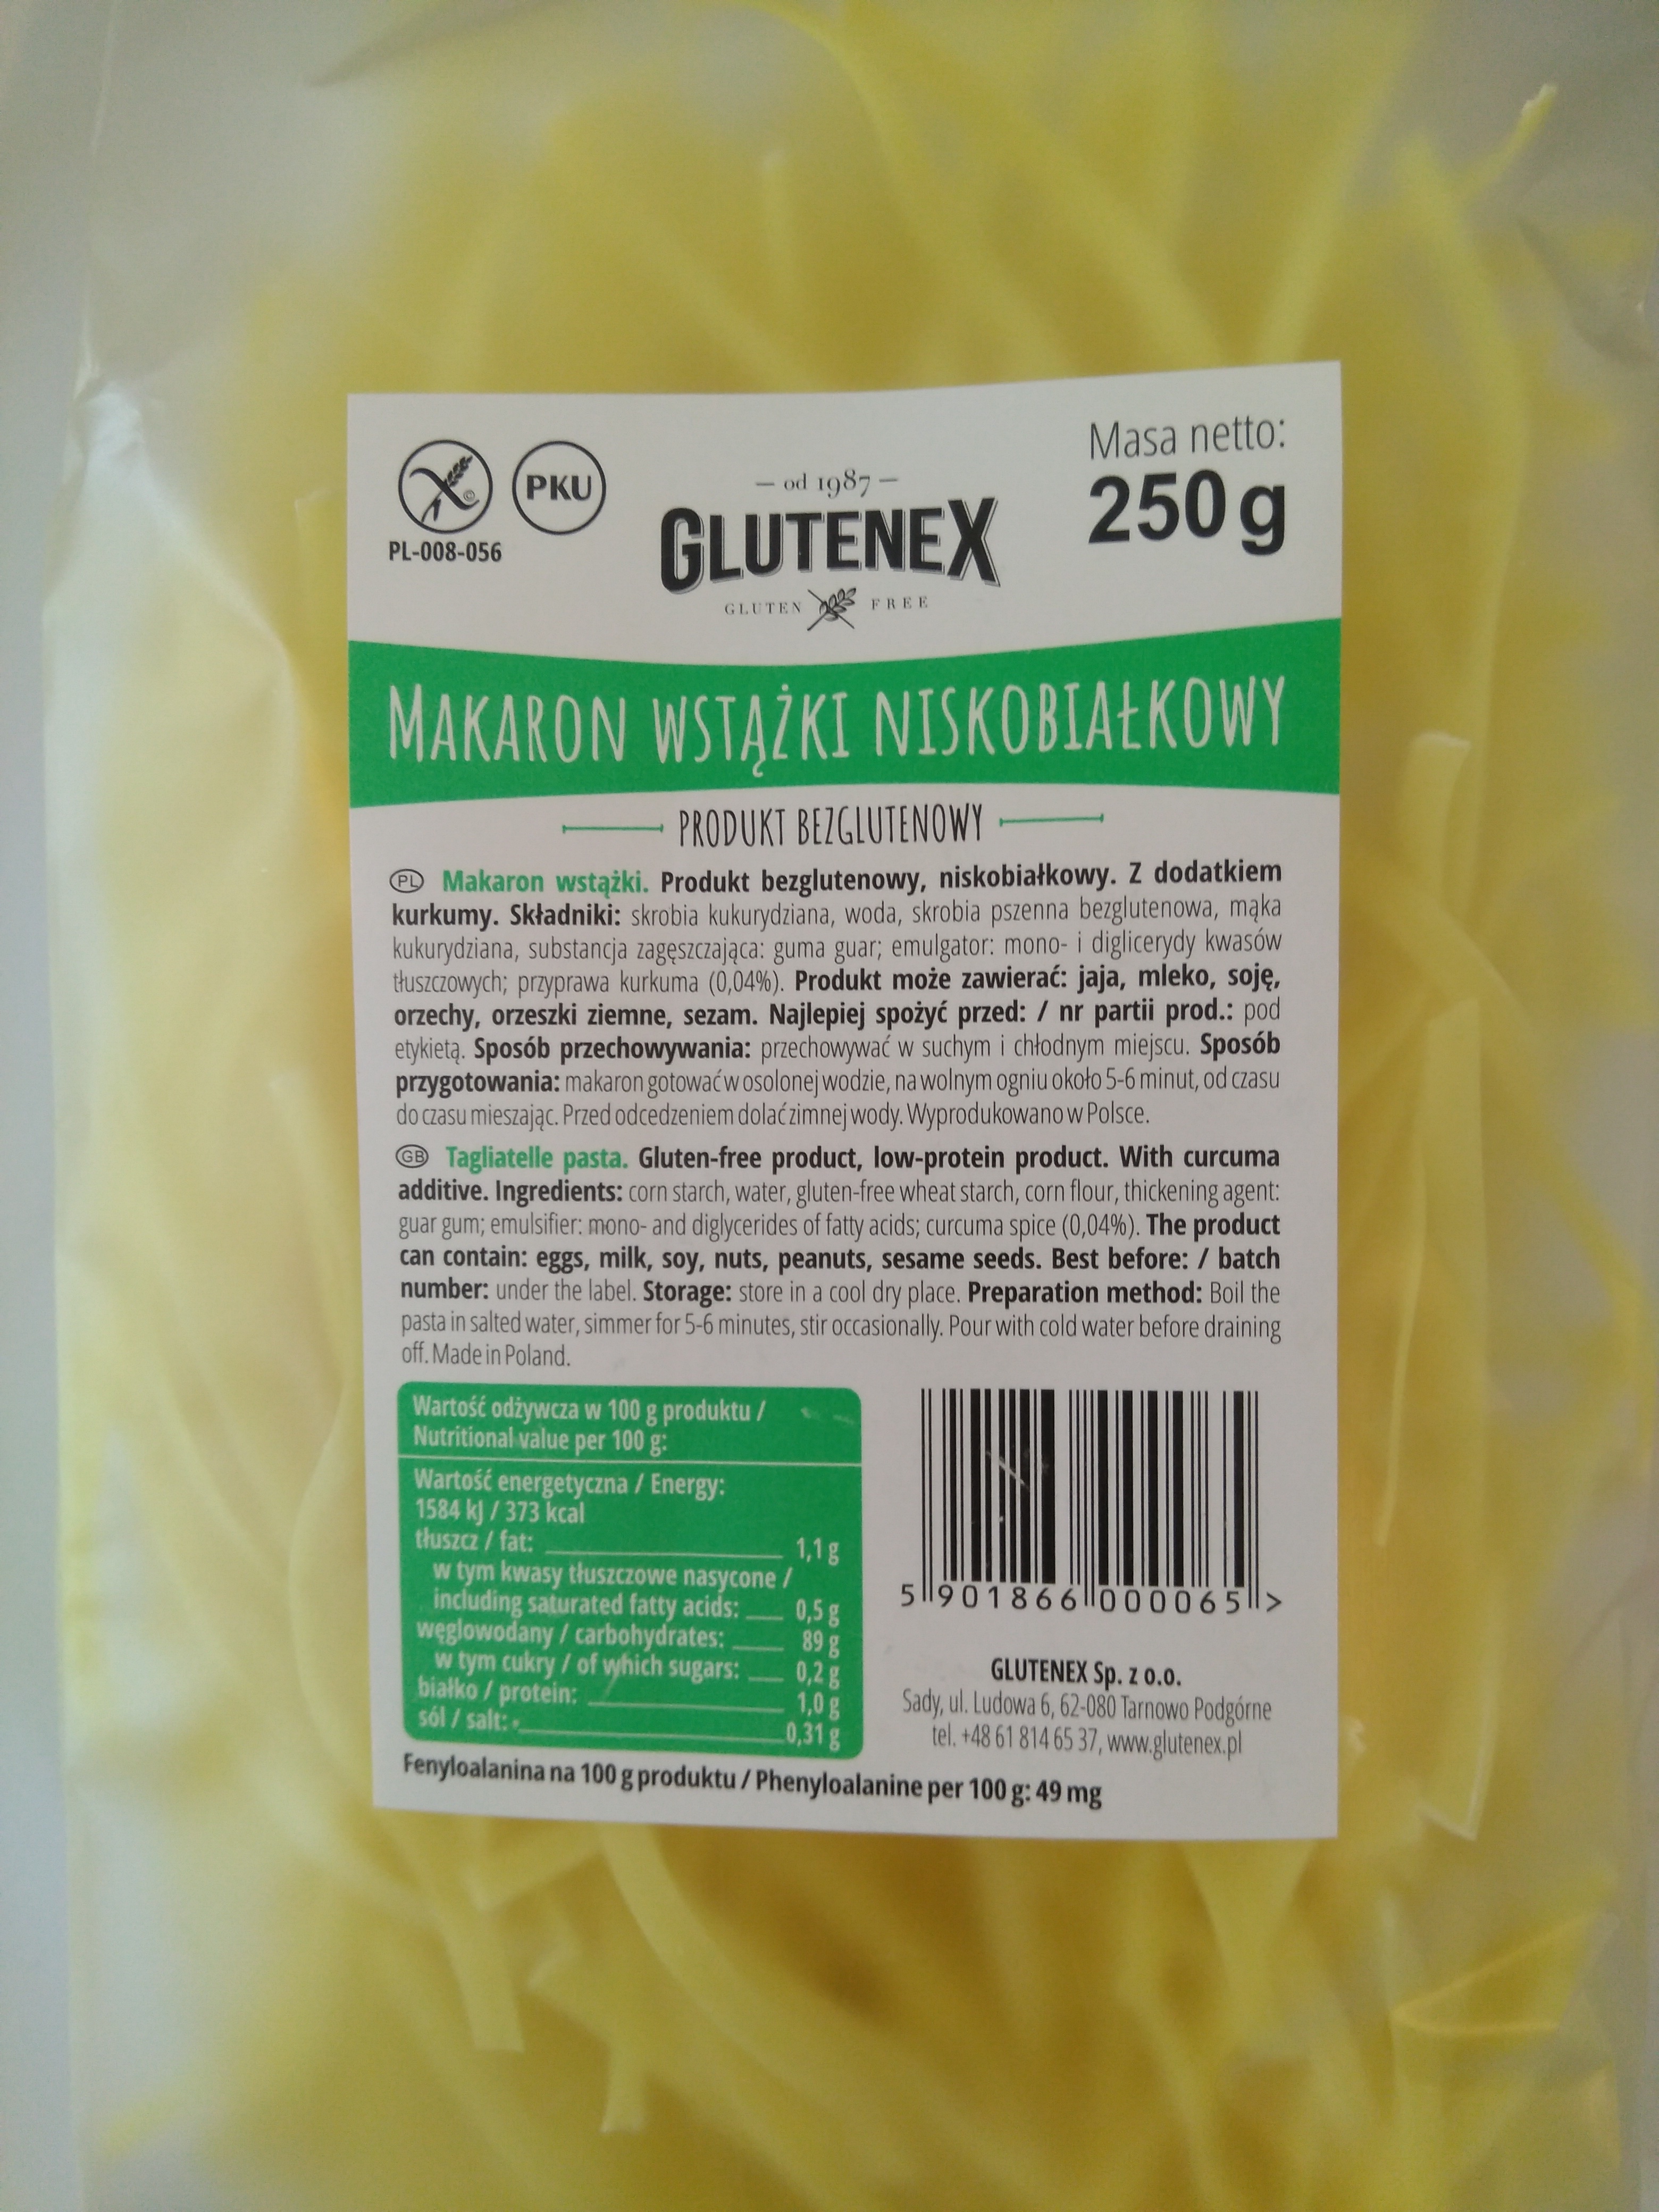 PL-008-056
PKU
– od 1987 –
GLUTENEX
GLUTEN FREE
Masa netto:
250 g
MAKARON WSTĄŻKI NISKOBIAŁKOWY
PRODUKT BEZGLUTENOWY
PL Makaron wstążki. Produkt bezglutenowy, niskobiałkowy. Z dodatkiem
kurkumy. Składniki: skrobia kukurydziana, woda, skrobia pszenna bezglutenowa, mąka
kukurydziana, substancja zagęszczająca: guma guar; emulgator: mono- i diglicerydy kwasów
tłuszczowych; przyprawa kurkuma (0,04%). Produkt może zawierać: jaja, mleko, soję,
orzechy, orzeszki ziemne, sezam. Najlepiej spożyć przed: / nr partii prod.: pod
etykietą. Sposób przechowywania: przechowywać w suchym i chłodnym miejscu. Sposób
przygotowania: makaron gotować w osolonej wodzie, na wolnym ogniu około 5-6 minut, od czasu
do czasu mieszając. Przed odcedzeniem dolać zimnej wody. Wyprodukowano w Polsce.
GB Tagliatelle pasta. Gluten-free product, low-protein product. With curcuma
additive. Ingredients: corn starch, water, gluten-free wheat starch, corn flour, thickening agent:
guar gum; emulsifier: mono- and diglycerides of fatty acids; curcuma spice (0,04%). The product
can contain: eggs, milk, soy, nuts, peanuts, sesame seeds. Best before: / batch
number: under the label. Storage: store in a cool dry place. Preparation method: Boil the
pasta in salted water, simmer for 5-6 minutes, stir occasionally. Pour with cold water before draining
off. Made in Poland.
Wartość odżywcza w 100 g produktu /
Nutritional value per 100 g:
Wartość energetyczna / Energy:
1584 kJ / 373 kcal
tłuszcz / fat: 1,1 g
w tym kwasy tłuszczowe nasycone /
including saturated fatty acids: 0,5 g
węglowodany / carbohydrates: 89 g
w tym cukry / of which sugars: 0,2 g
białko / protein: 1,0 g
sól / salt: 0,31 g
Fenyloalanina na 100 g produktu / Phenyloalanine per 100 g: 49 mg
5 901866 000065 >
GLUTENEX Sp. z o.o.
Sady, ul. Ludowa 6, 62-080 Tarnowo Podgórne
tel. +48 61 814 65 37, www.glutenex.pl